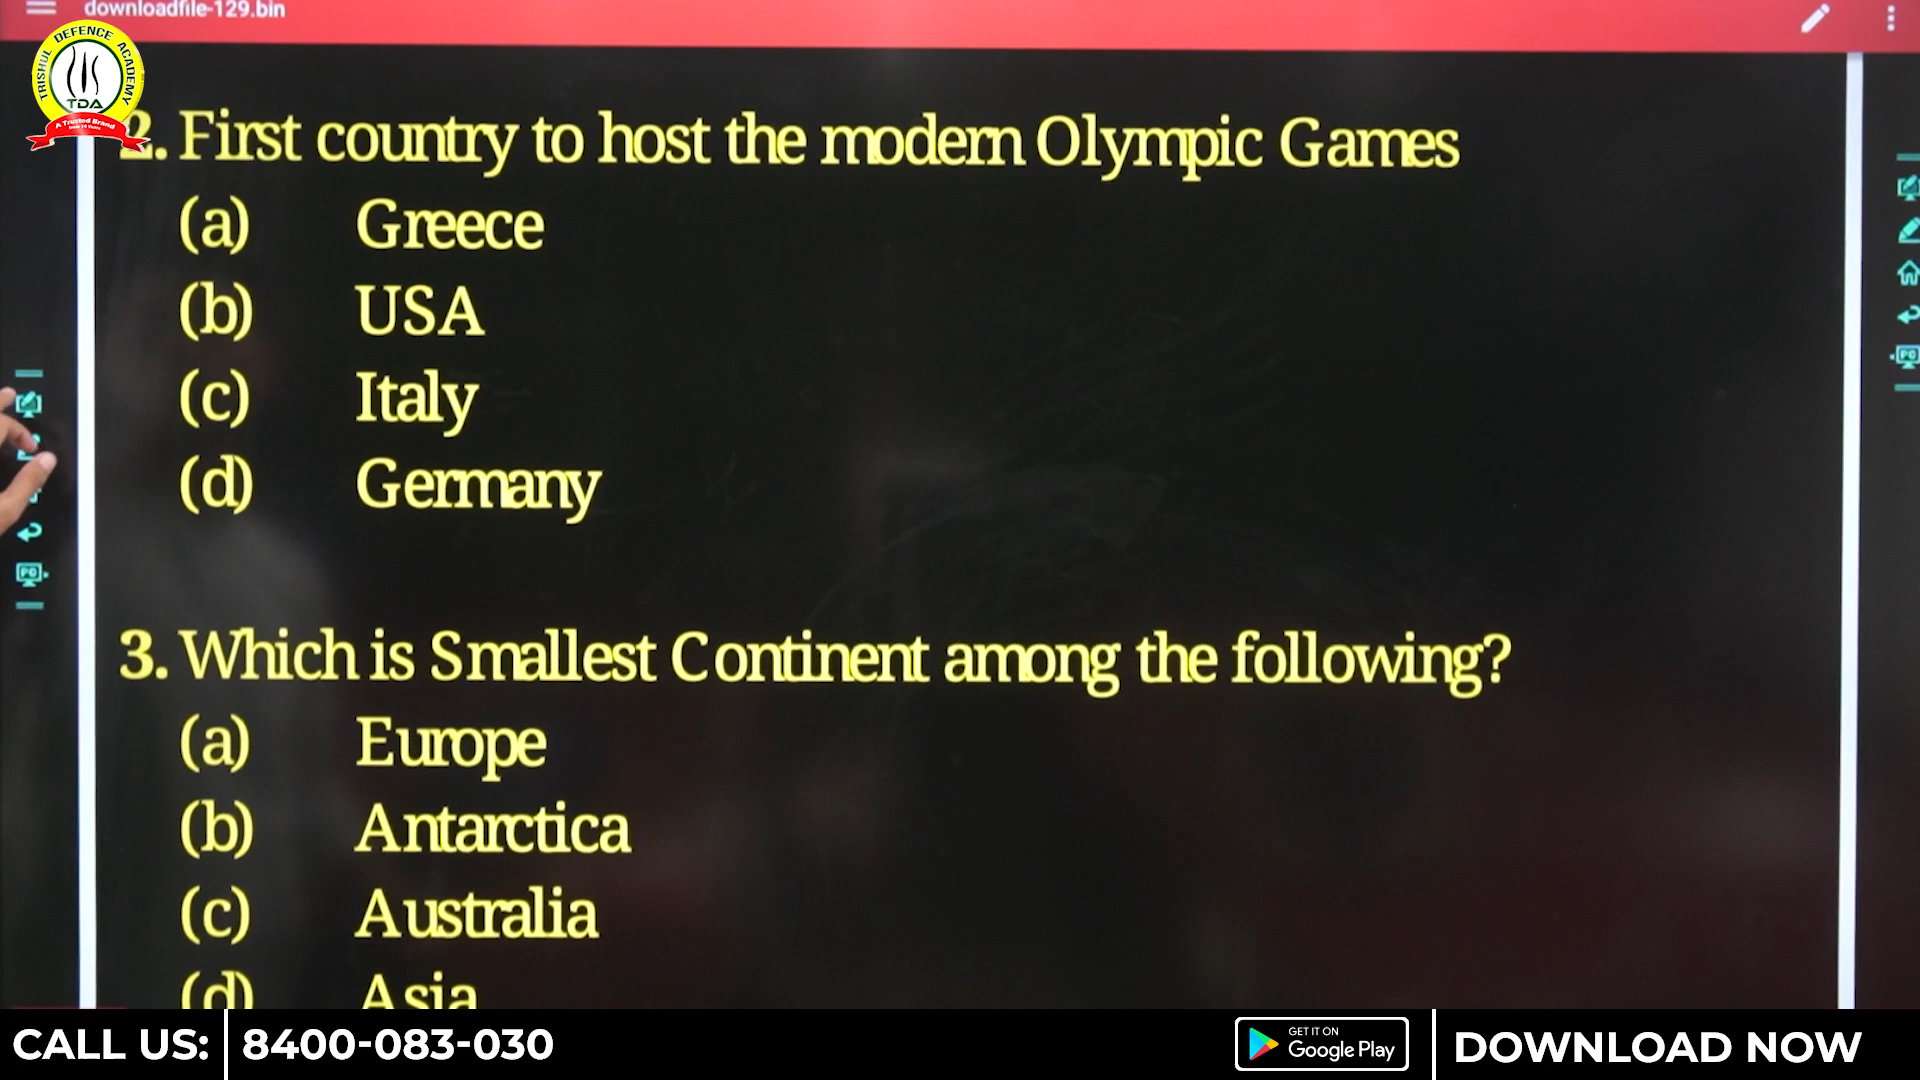 downloadfile-129.bin
TRISHUL DEFENCE ACADEMY
TDA
A Trusted Brand
2. First country to host the modern Olympic Games
(a) Greece
(b) USA
(c) Italy
(d) Germany
3. Which is Smallest Continent among the following?
(a) Europe
(b) Antarctica
(c) Australia
(d) Asia
CALL US: 8400-083-030
GET IT ON
Google Play
DOWNLOAD NOW